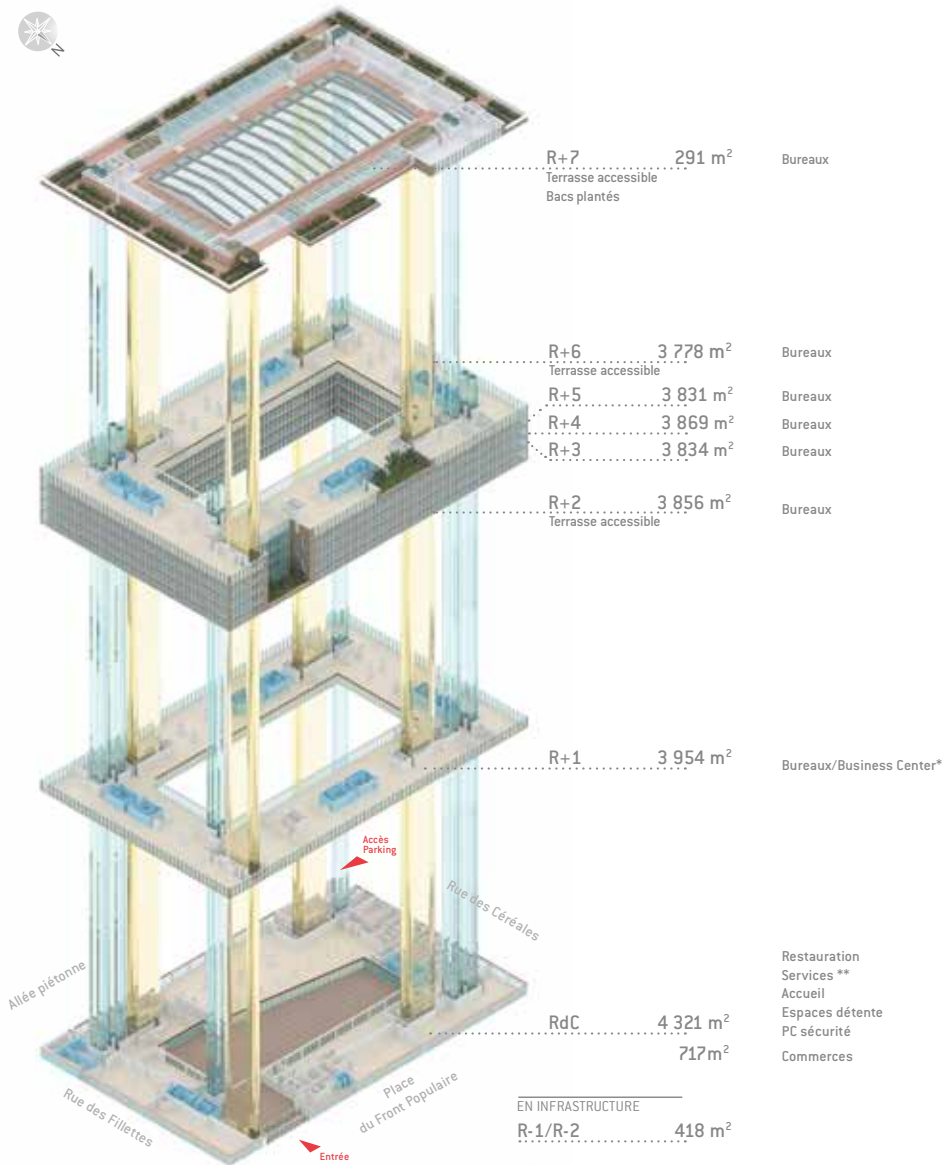 N
R+7 291 m² Bureaux
Terrasse accessible
Bacs plantés
R+6 3 778 m² Bureaux
Terrasse accessible
R+5 3 831 m² Bureaux
R+4 3 869 m² Bureaux
R+3 3 834 m² Bureaux
R+2 3 856 m² Bureaux
Terrasse accessible
R+1 3 954 m² Bureaux/Business Center*
Accès
Parking
Rue des Céréales
Allée piétonne
Restauration
Services **
Accueil
Espaces détente
RdC 4 321 m² PC sécurité
717m² Commerces
Place
du Front Populaire
Rue des Fillettes
Entrée
EN INFRASTRUCTURE
R-1/R-2 418 m²